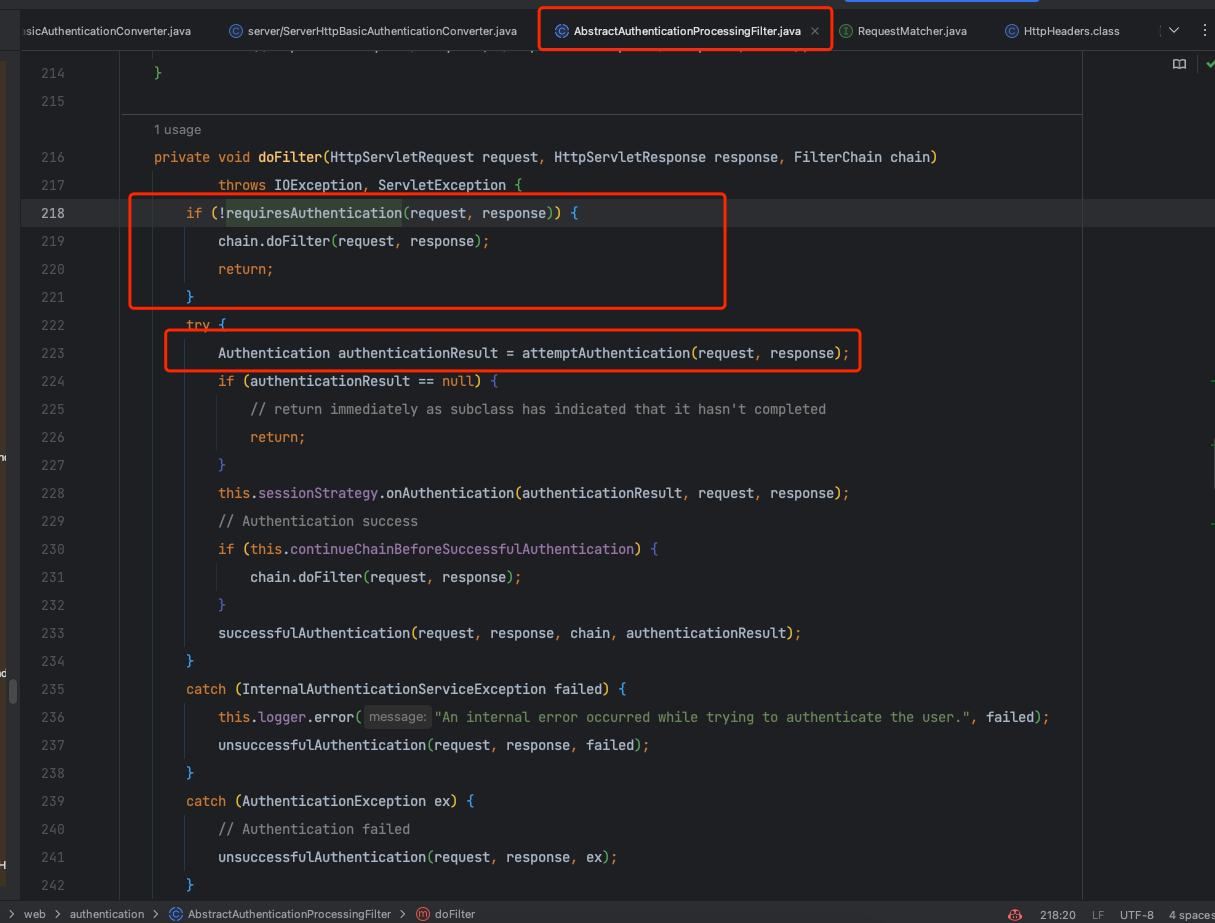 sicAuthenticationConverter.java
server/ServerHttpBasicAuthenticationConverter.java
AbstractAuthenticationProcessingFilter.java
RequestMatcher.java
HttpHeaders.class
214 }
215
1 usage
216 private void doFilter(HttpServletRequest request, HttpServletResponse response, FilterChain chain)
217 throws IOException, ServletException {
218 if (!requiresAuthentication(request, response)) {
219 chain.doFilter(request, response);
220 return;
221 }
222 try {
223 Authentication authenticationResult = attemptAuthentication(request, response);
224 if (authenticationResult == null) {
225 // return immediately as subclass has indicated that it hasn't completed
226 return;
227 }
228 this.sessionStrategy.onAuthentication(authenticationResult, request, response);
229 // Authentication success
230 if (this.continueChainBeforeSuccessfulAuthentication) {
231 chain.doFilter(request, response);
232 }
233 successfulAuthentication(request, response, chain, authenticationResult);
234 }
235 catch (InternalAuthenticationServiceException failed) {
236 this.logger.error( message: "An internal error occurred while trying to authenticate the user.", failed);
237 unsuccessfulAuthentication(request, response, failed);
238 }
239 catch (AuthenticationException ex) {
240 // Authentication failed
241 unsuccessfulAuthentication(request, response, ex);
242 }
web > authentication > AbstractAuthenticationProcessingFilter > doFilter
218:20 LF UTF-8 4 spaces